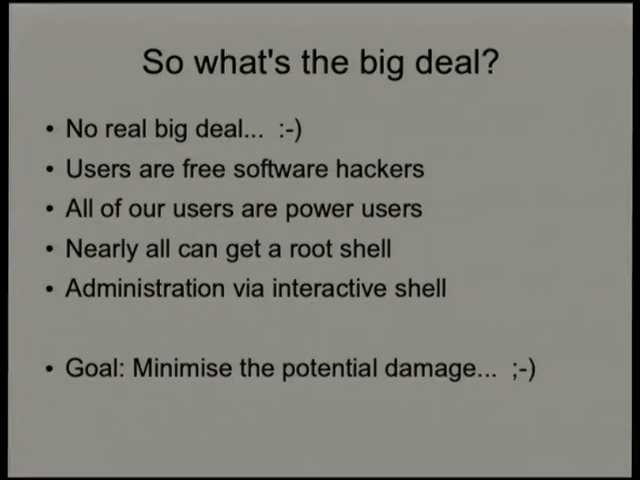 So what's the big deal?
• No real big deal... :-)
• Users are free software hackers
• All of our users are power users
• Nearly all can get a root shell
• Administration via interactive shell
• Goal: Minimise the potential damage... ;-)